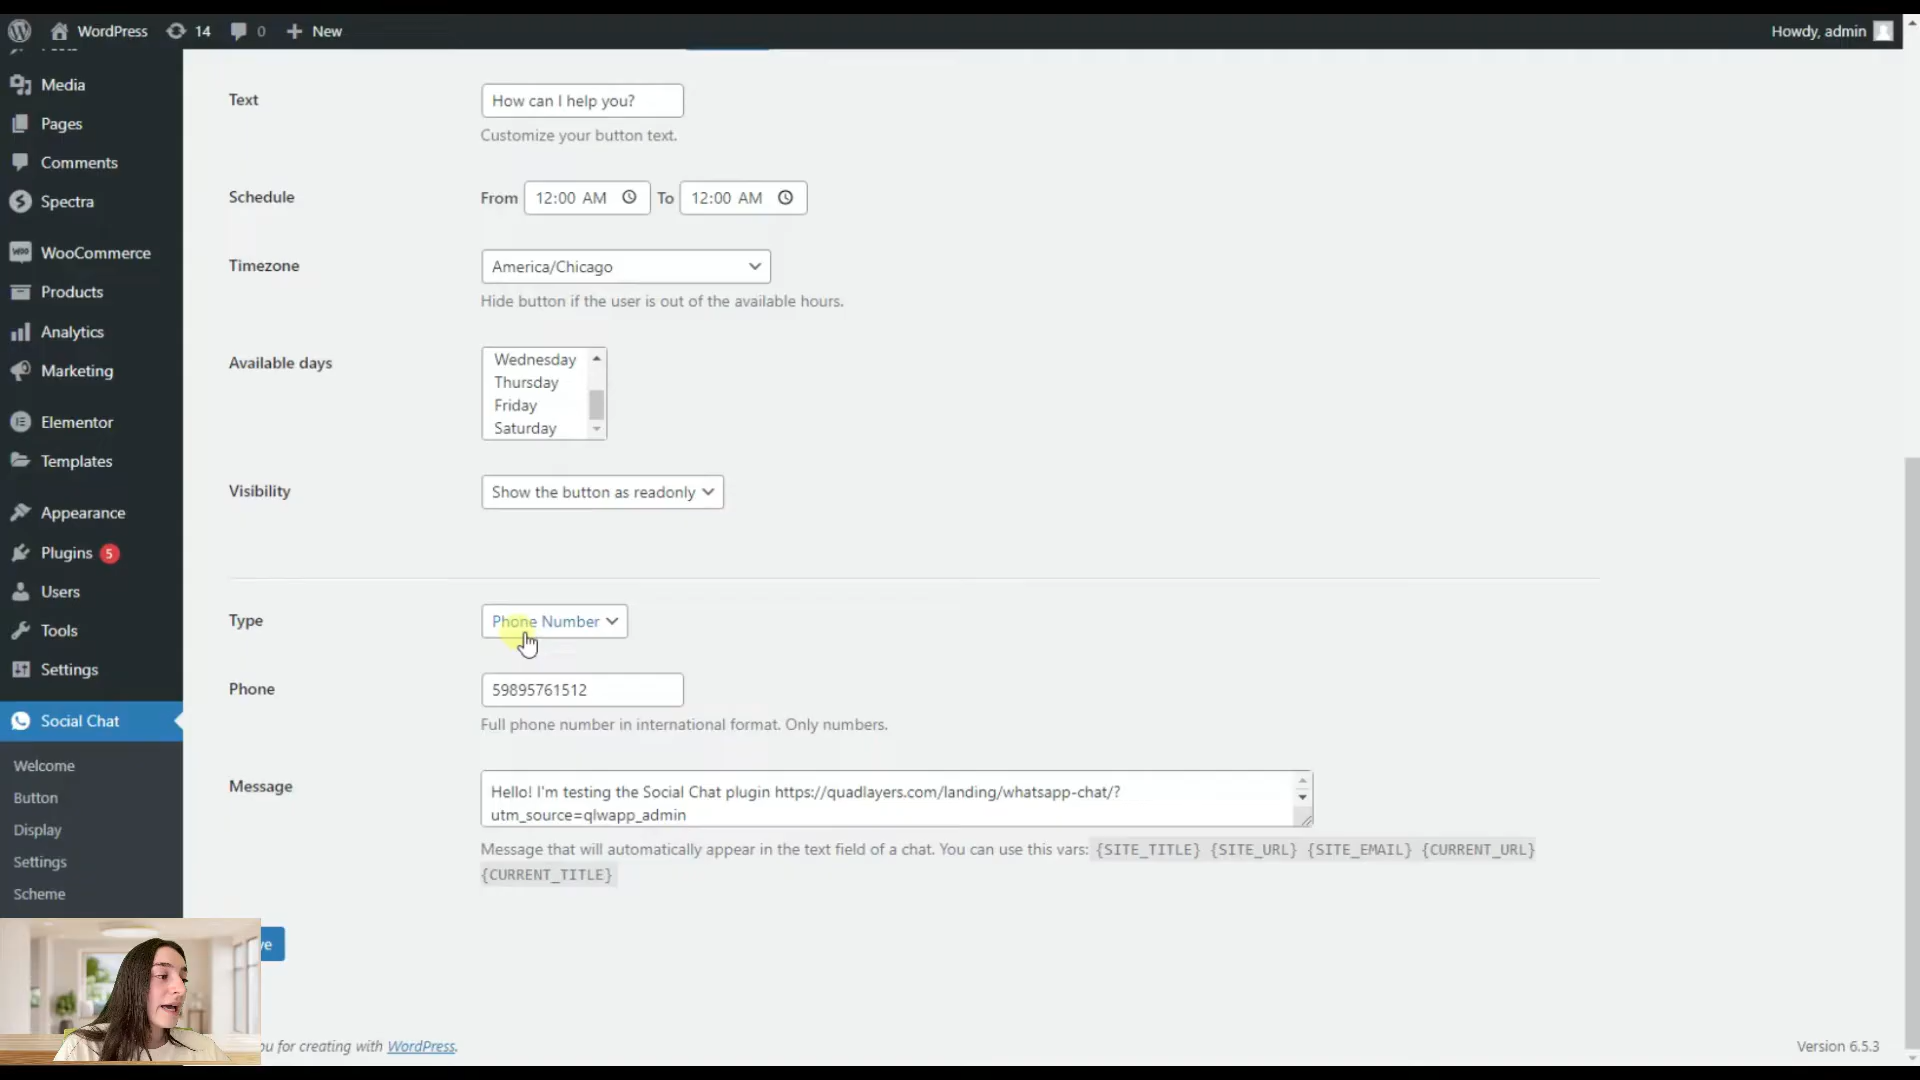 WordPress 14 0 New Howdy, admin
Media
Pages
Comments
Spectra
WooCommerce
Products
Analytics
Marketing
Elementor
Templates
Appearance
Plugins 5
Users
Tools
Settings
Social Chat
Welcome
Button
Display
Settings
Scheme
Text How can I help you?
Customize your button text.
Schedule From 12:00 AM To 12:00 AM
Timezone America/Chicago
Hide button if the user is out of the available hours.
Available days Wednesday
Thursday
Friday
Saturday
Visibility Show the button as readonly
Type Phone Number
Phone 59895761512
Full phone number in international format. Only numbers.
Message Hello! I'm testing the Social Chat plugin https://quadlayers.com/landing/whatsapp-chat/?
utm_source=qlwapp_admin
Message that will automatically appear in the text field of a chat. You can use this vars: {SITE_TITLE} {SITE_URL} {SITE_EMAIL} {CURRENT_URL}
{CURRENT_TITLE}
ve
ou for creating with WordPress. Version 6.5.3